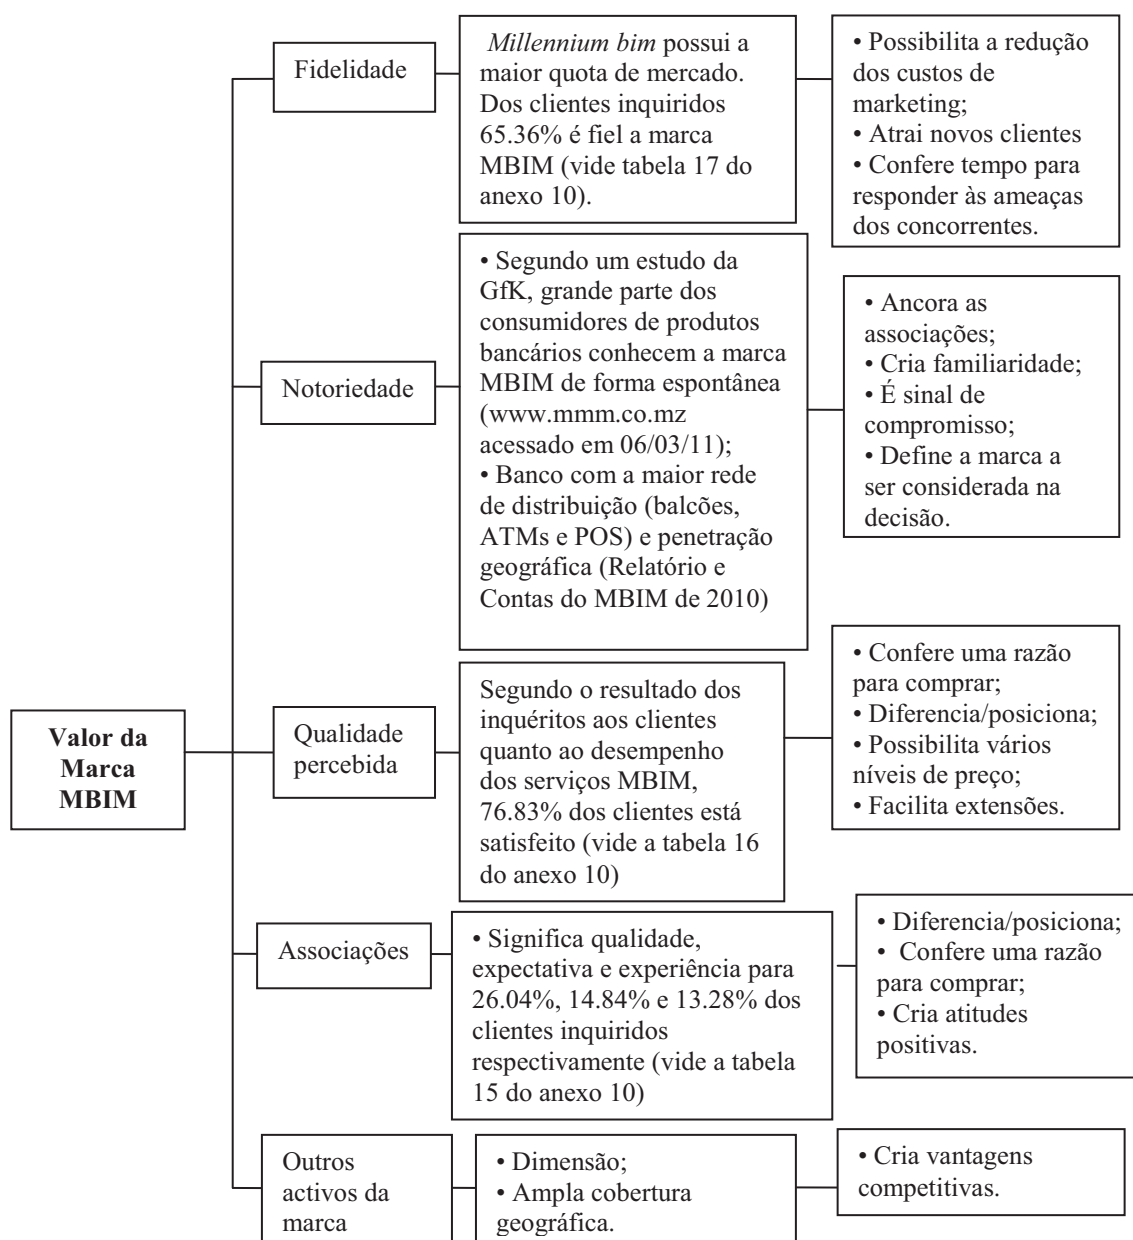 Fidelidade
Millennium bim possui a
maior quota de mercado.
Dos clientes inquiridos
65.36% é fiel a marca
MBIM (vide tabela 17 do
anexo 10).
• Possibilita a redução
dos custos de
marketing;
• Atrai novos clientes
• Confere tempo para
responder às ameaças
dos concorrentes.
Notoriedade
• Segundo um estudo da
GfK, grande parte dos
consumidores de produtos
bancários conhecem a marca
MBIM de forma espontânea
(www.mmm.co.mz
acessado em 06/03/11);
• Banco com a maior rede
de distribuição (balcões,
ATMs e POS) e penetração
geográfica (Relatório e
Contas do MBIM de 2010)
• Ancora as
associações;
• Cria familiaridade;
• É sinal de
compromisso;
• Define a marca a
ser considerada na
decisão.
Valor da
Marca
MBIM
Qualidade
percebida
Segundo o resultado dos
inquéritos aos clientes
quanto ao desempenho
dos serviços MBIM,
76.83% dos clientes está
satisfeito (vide a tabela 16
do anexo 10)
• Confere uma razão
para comprar;
• Diferencia/posiciona;
• Possibilita vários
níveis de preço;
• Facilita extensões.
Associações
• Significa qualidade,
expectativa e experiência para
26.04%, 14.84% e 13.28% dos
clientes inquiridos
respectivamente (vide a tabela
15 do anexo 10)
• Diferencia/posiciona;
• Confere uma razão
para comprar;
• Cria atitudes
positivas.
Outros
activos da
marca
• Dimensão;
• Ampla cobertura
geográfica.
• Cria vantagens
competitivas.